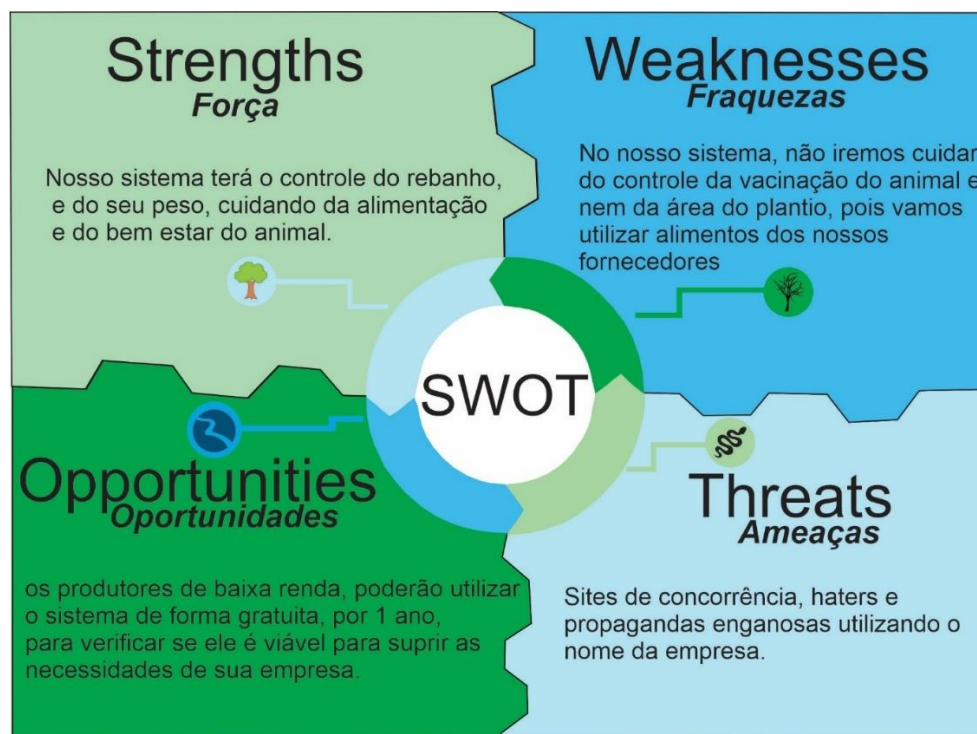 Strengths
Força
Nosso sistema terá o controle do rebanho,
e do seu peso, cuidando da alimentação
e do bem estar do animal.
Weaknesses
Fraquezas
No nosso sistema, não iremos cuidar
do controle da vacinação do animal e
nem da área do plantio, pois vamos
utilizar alimentos dos nossos
fornecedores
SWOT
Opportunities
Oportunidades
os produtores de baixa renda, poderão utilizar
o sistema de forma gratuita, por 1 ano,
para verificar se ele é viável para suprir as
necessidades de sua empresa.
Threats
Ameaças
Sites de concorrência, haters e
propagandas enganosas utilizando o
nome da empresa.